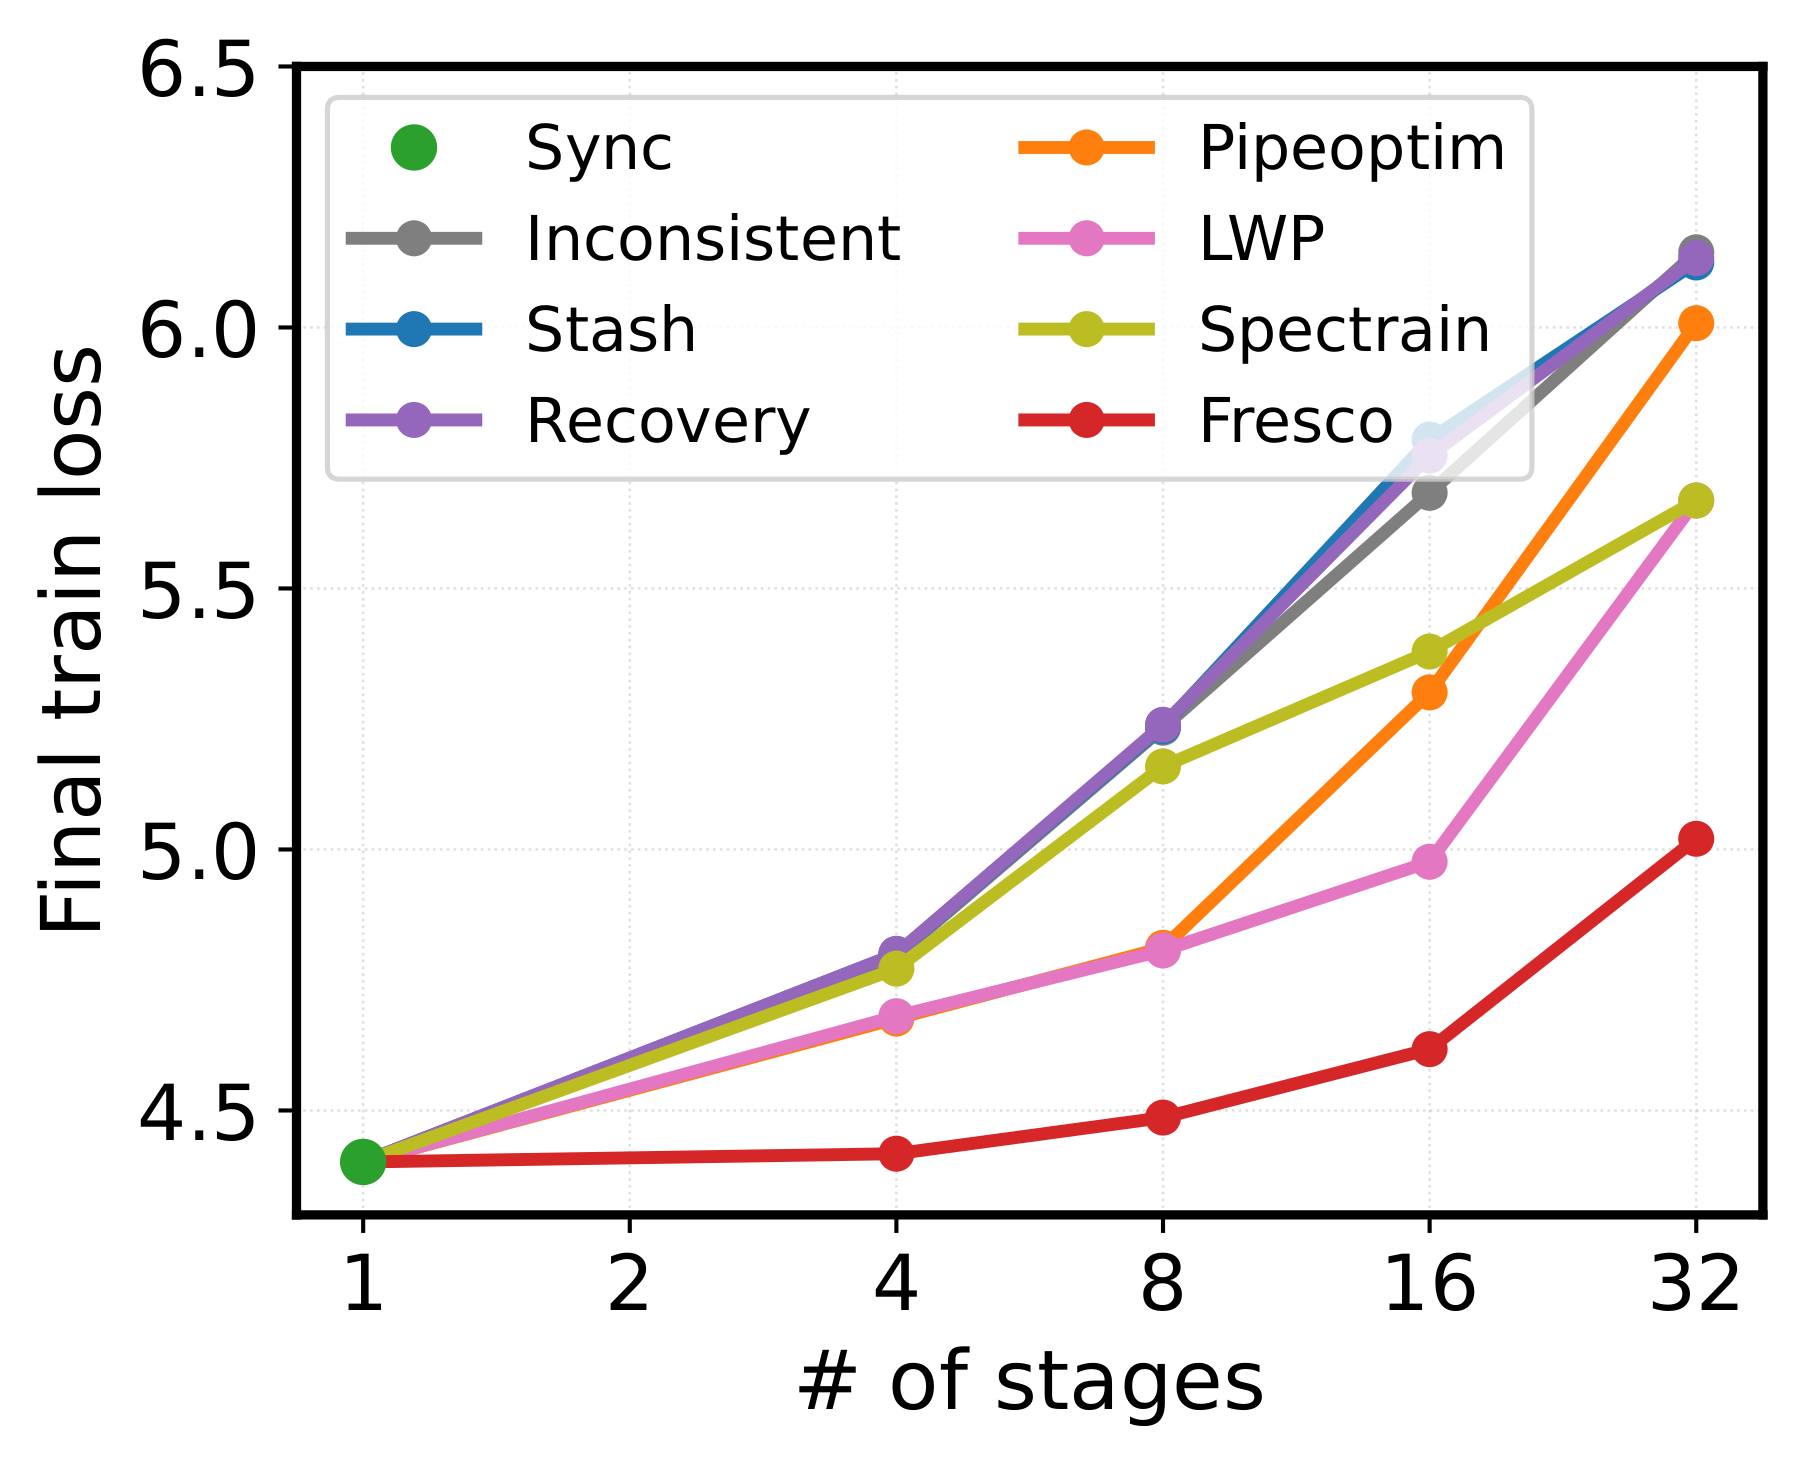 6.5
6.0
5.5
5.0
4.5
Final train loss
Sync
Inconsistent
Stash
Recovery
Pipeoptim
LWP
Spectrain
Fresco
1 2 4 8 16 32
# of stages